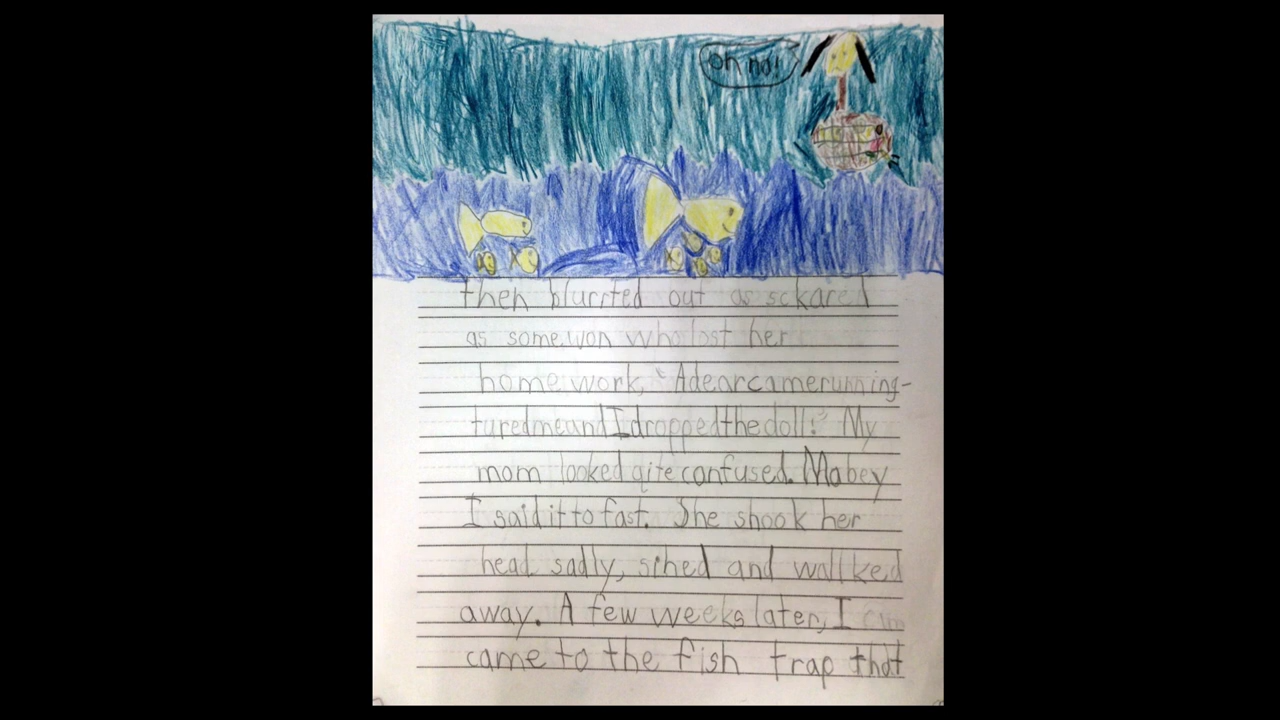 oh no!
then blurrted out as sckared
as somewon who lost her
home work, "A dear came running-
tured me and I dropped the doll!" My
mom looked qite confused. Mabey
I said it to fast. She shook her
head sadly, sihed and wallked
away. A few weeks later, I
came to the fish trap that